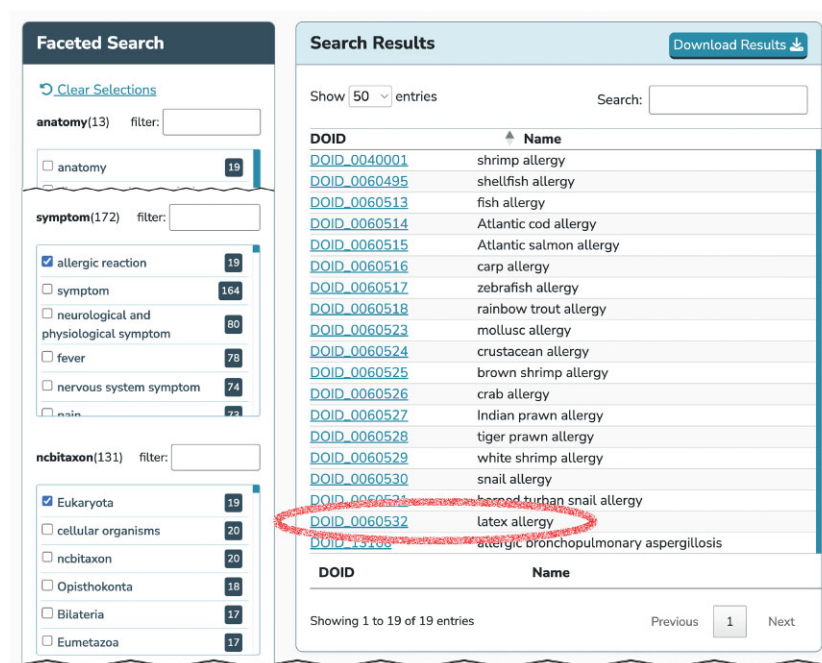 Faceted Search
Clear Selections
anatomy(13) filter:
anatomy 19
symptom(172) filter:
allergic reaction 19
symptom 164
neurological and
physiological symptom 80
fever 78
nervous system symptom 74
pain 73
ncbitaxon(131) filter:
Eukaryota 19
cellular organisms 20
ncbitaxon 20
Opisthokonta 18
Bilateria 17
Eumetazoa 17
Search Results
Download Results
Show 50 entries
Search:
DOID Name
DOID_0040001 shrimp allergy
DOID_0060495 shellfish allergy
DOID_0060513 fish allergy
DOID_0060514 Atlantic cod allergy
DOID_0060515 Atlantic salmon allergy
DOID_0060516 carp allergy
DOID_0060517 zebrafish allergy
DOID_0060518 rainbow trout allergy
DOID_0060523 mollusc allergy
DOID_0060524 crustacean allergy
DOID_0060525 brown shrimp allergy
DOID_0060526 crab allergy
DOID_0060527 Indian prawn allergy
DOID_0060528 tiger prawn allergy
DOID_0060529 white shrimp allergy
DOID_0060530 snail allergy
DOID_0060531 horned turban snail allergy
DOID_0060532 latex allergy
DOID_13166 allergic bronchopulmonary aspergillosis
DOID Name
Showing 1 to 19 of 19 entries
Previous 1 Next